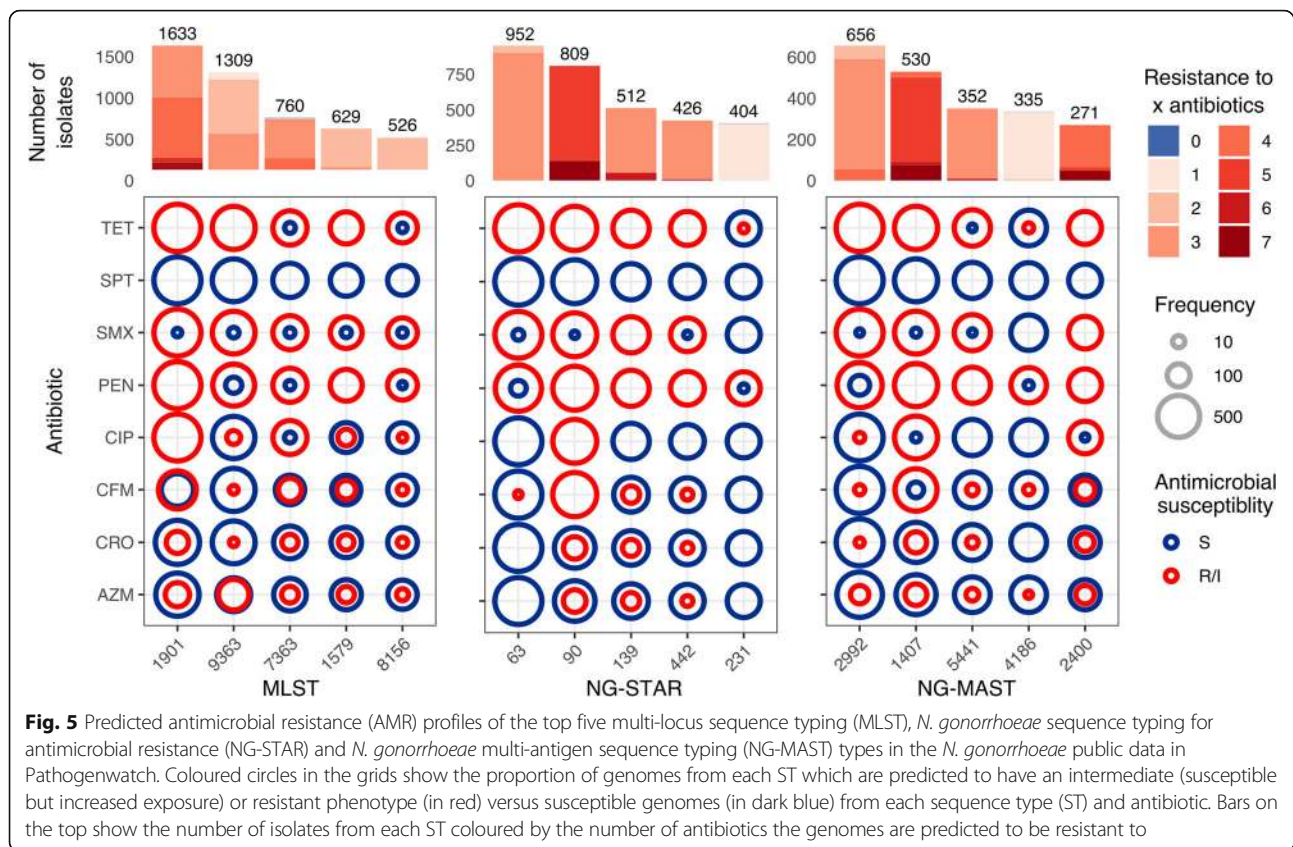 1633
1309
760
629
526
1500
1000
500
0
Number of
isolates
952
809
512
426
404
750
500
250
0
656
530
352
335
271
600
400
200
0
Resistance to
x antibiotics
0 4
1 5
2 6
3 7
TET
SPT
SMX
PEN
CIP
CFM
CRO
AZM
Antibiotic
Frequency
10
100
500
Antimicrobial
susceptiblity
S
R/I
1901 9363 7363 1579 8156
MLST
63 90 139 442 231
NG-STAR
2992 1407 5441 4186 2400
NG-MAST
Fig. 5 Predicted antimicrobial resistance (AMR) profiles of the top five multi-locus sequence typing (MLST), N. gonorrhoeae sequence typing for
antimicrobial resistance (NG-STAR) and N. gonorrhoeae multi-antigen sequence typing (NG-MAST) types in the N. gonorrhoeae public data in
Pathogenwatch. Coloured circles in the grids show the proportion of genomes from each ST which are predicted to have an intermediate (susceptible
but increased exposure) or resistant phenotype (in red) versus susceptible genomes (in dark blue) from each sequence type (ST) and antibiotic. Bars on
the top show the number of isolates from each ST coloured by the number of antibiotics the genomes are predicted to be resistant to